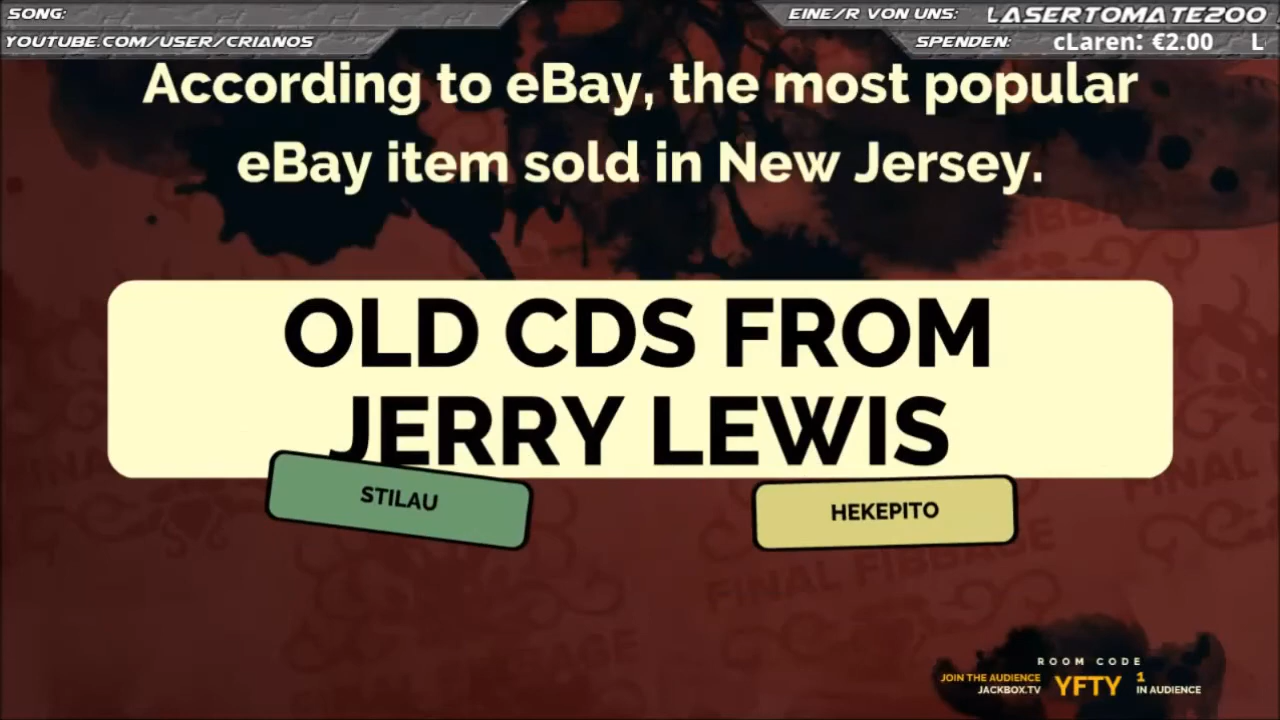 SONG:
EINE/R VON UNS: LASERTOMATE200
YOUTUBE.COM/USER/CRIANOS
SPENDEN: cLaren: €2.00 L
According to eBay, the most popular
eBay item sold in New Jersey.
OLD CDS FROM
JERRY LEWIS
STILAU
HEKEPITO
FINAL FIBBAGE
ROOM CODE
JOIN THE AUDIENCE
JACKBOX.TV
YFTY
1
IN AUDIENCE